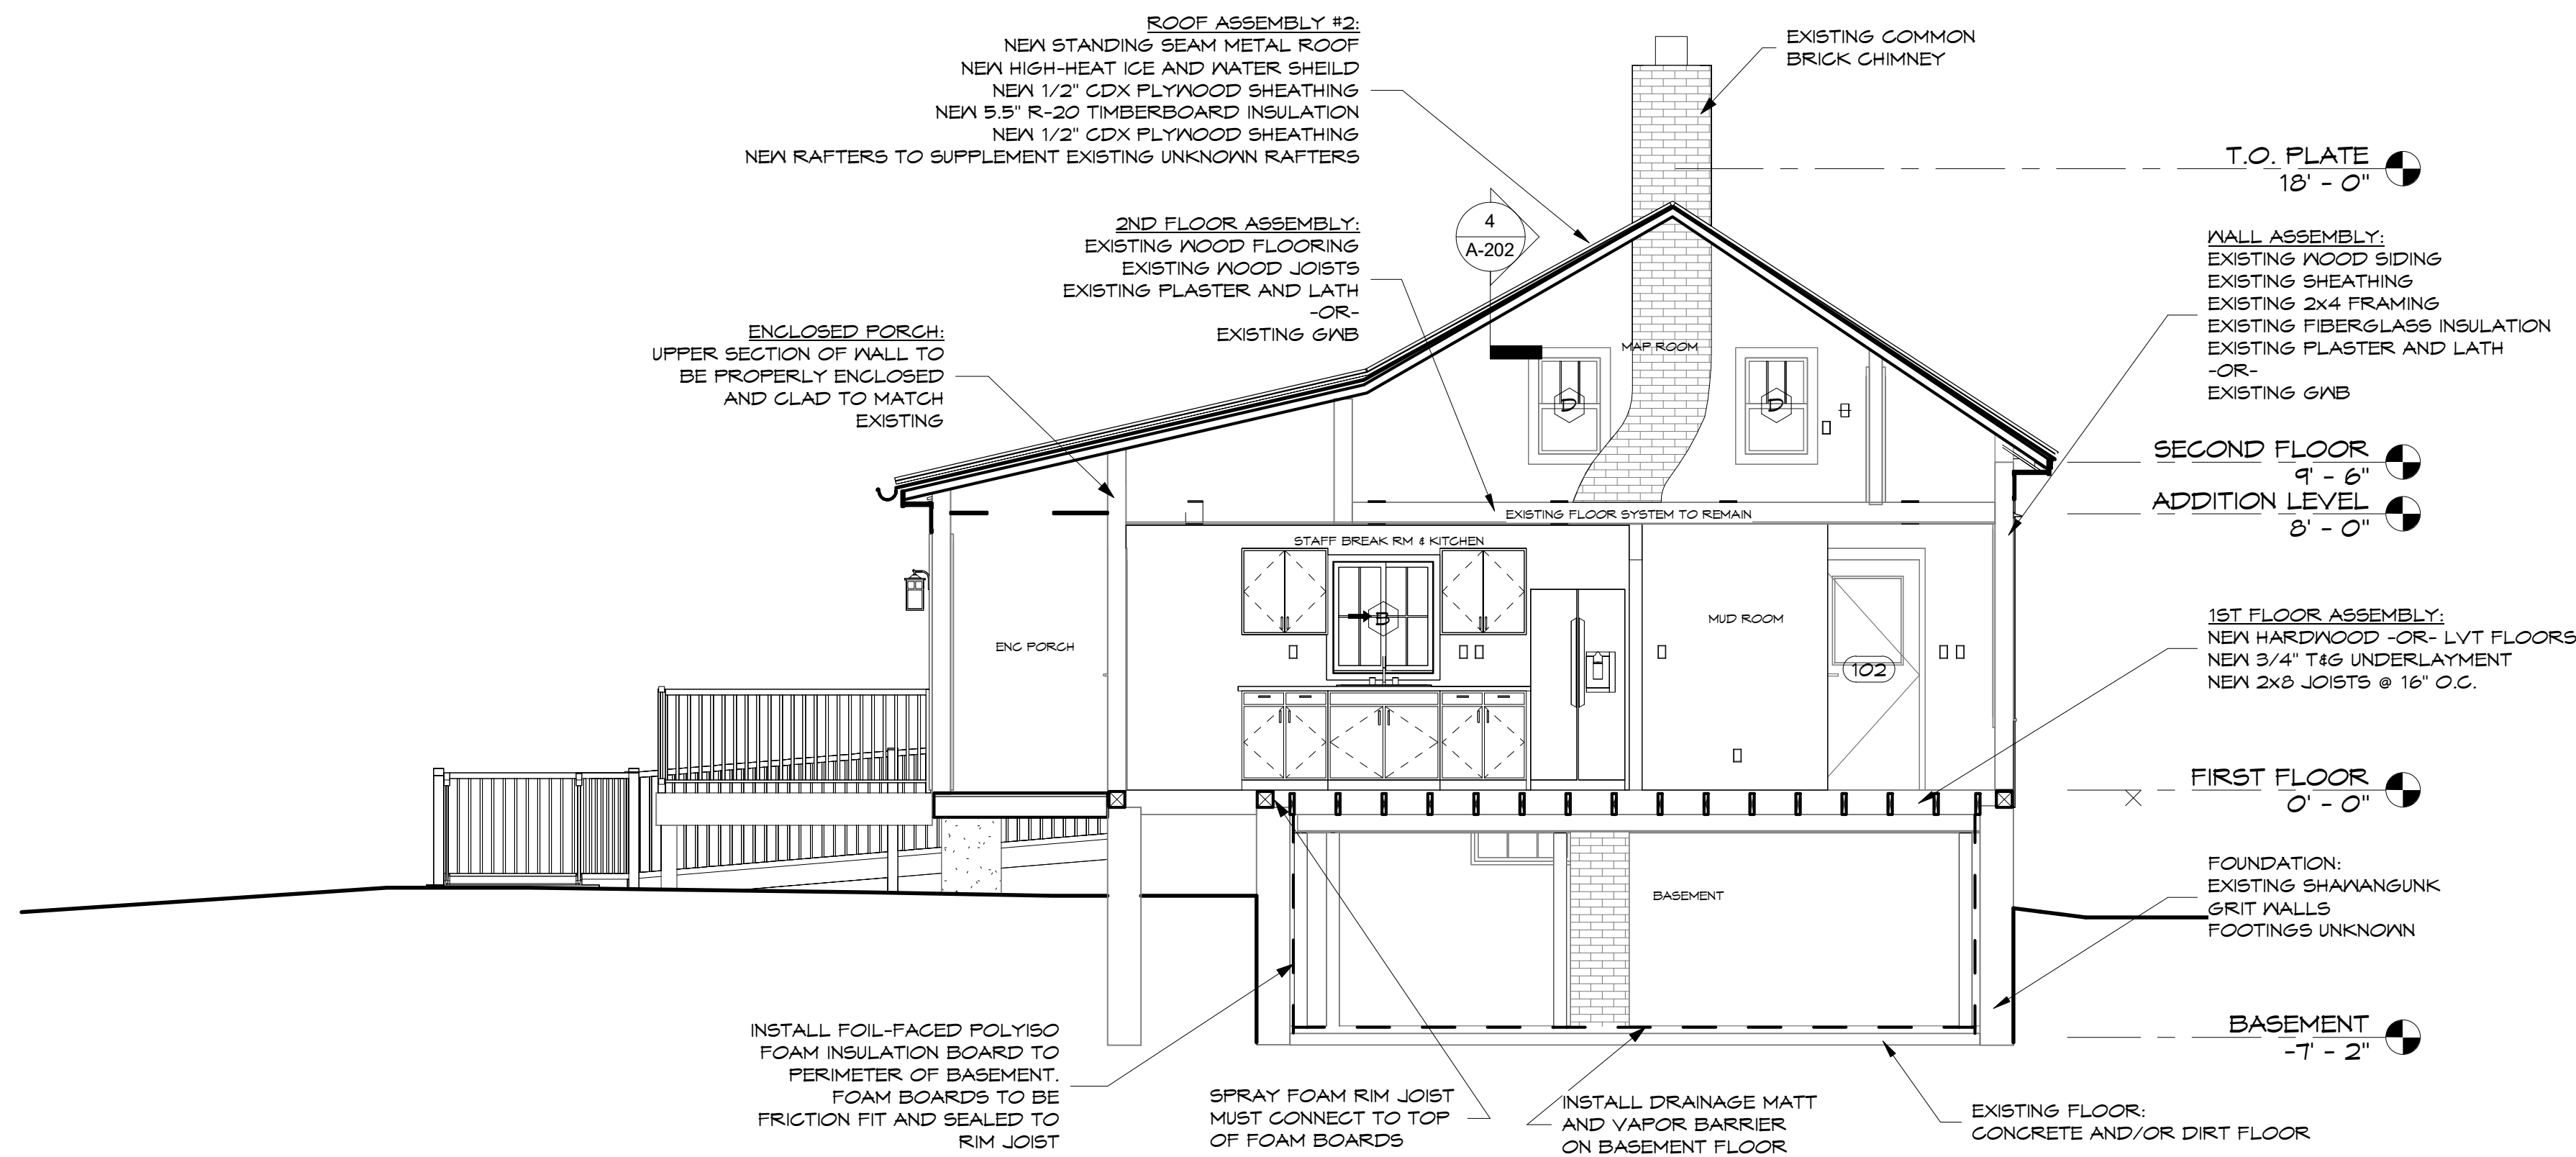 ROOF ASSEMBLY #2:
NEW STANDING SEAM METAL ROOF
NEW HIGH-HEAT ICE AND WATER SHEILD
NEW 1/2" CDX PLYWOOD SHEATHING
NEW 5.5" R-20 TIMBERBOARD INSULATION
NEW 1/2" CDX PLYWOOD SHEATHING
NEW RAFTERS TO SUPPLEMENT EXISTING UNKNOWN RAFTERS
EXISTING COMMON
BRICK CHIMNEY
T.O. PLATE
18' - 0"
2ND FLOOR ASSEMBLY:
EXISTING WOOD FLOORING
EXISTING WOOD JOISTS
EXISTING PLASTER AND LATH
-OR-
EXISTING GWB
4
A-202
WALL ASSEMBLY:
EXISTING WOOD SIDING
EXISTING SHEATHING
EXISTING 2x4 FRAMING
EXISTING FIBERGLASS INSULATION
EXISTING PLASTER AND LATH
-OR-
EXISTING GWB
ENCLOSED PORCH:
UPPER SECTION OF WALL TO
BE PROPERLY ENCLOSED
AND CLAD TO MATCH
EXISTING
MAP ROOM
D
D
SECOND FLOOR
9' - 6"
ADDITION LEVEL
8' - 0"
EXISTING FLOOR SYSTEM TO REMAIN
STAFF BREAK RM & KITCHEN
B
ENC PORCH
MUD ROOM
102
1ST FLOOR ASSEMBLY:
NEW HARDWOOD -OR- LVT FLOORS
NEW 3/4" T&G UNDERLAYMENT
NEW 2x8 JOISTS @ 16" O.C.
FIRST FLOOR
0' - 0"
BASEMENT
FOUNDATION:
EXISTING SHAWANGUNK
GRIT WALLS
FOOTINGS UNKNOWN
BASEMENT
-7' - 2"
INSTALL FOIL-FACED POLYISO
FOAM INSULATION BOARD TO
PERIMETER OF BASEMENT.
FOAM BOARDS TO BE
FRICTION FIT AND SEALED TO
RIM JOIST
SPRAY FOAM RIM JOIST
MUST CONNECT TO TOP
OF FOAM BOARDS
INSTALL DRAINAGE MATT
AND VAPOR BARRIER
ON BASEMENT FLOOR
EXISTING FLOOR:
CONCRETE AND/OR DIRT FLOOR